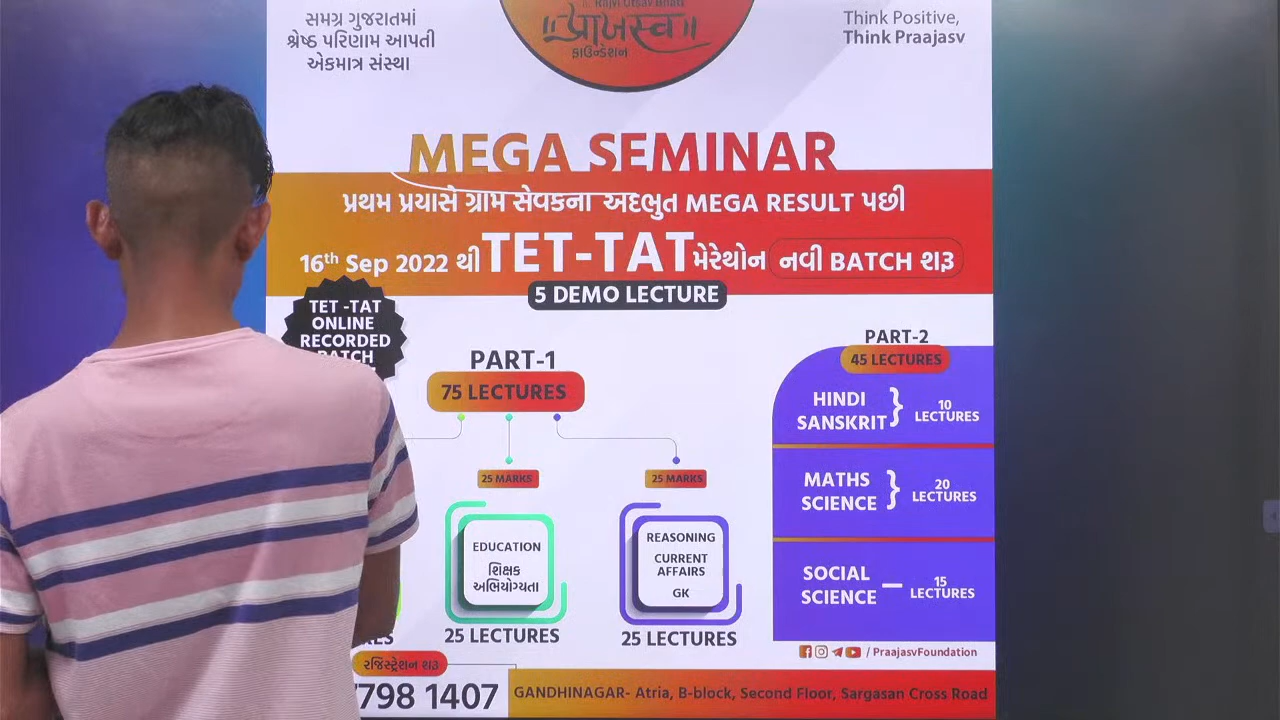 સમગ્ર ગુજરાતમાં
શ્રેષ્ઠ પરિણામ આપતી
એકમાત્ર સંસ્થા
Rajvi Utsav Bhatt
પ્રાજસ્વ
ફાઉન્ડેશન
Think Positive,
Think Praajasv
MEGA SEMINAR
પ્રથમ પ્રયાસે ગ્રામ સેવકના અદભુત MEGA RESULT પછી
16th Sep 2022 થી TET-TAT મેરેથોન નવી BATCH શરૂ
5 DEMO LECTURE
TET -TAT
ONLINE
RECORDED
BATCH
PART-1
75 LECTURES
25 MARKS
EDUCATION
શિક્ષક
અભિયોગ્યતા
25 LECTURES
25 MARKS
REASONING
CURRENT
AFFAIRS
GK
25 LECTURES
PART-2
45 LECTURES
HINDI
SANSKRIT
10
LECTURES
MATHS
SCIENCE
20
LECTURES
SOCIAL
SCIENCE
15
LECTURES
/ PraajasvFoundation
રજિસ્ટ્રેશન શરૂ
7798 1407
GANDHINAGAR- Atria, B-block, Second Floor, Sargasan Cross Road